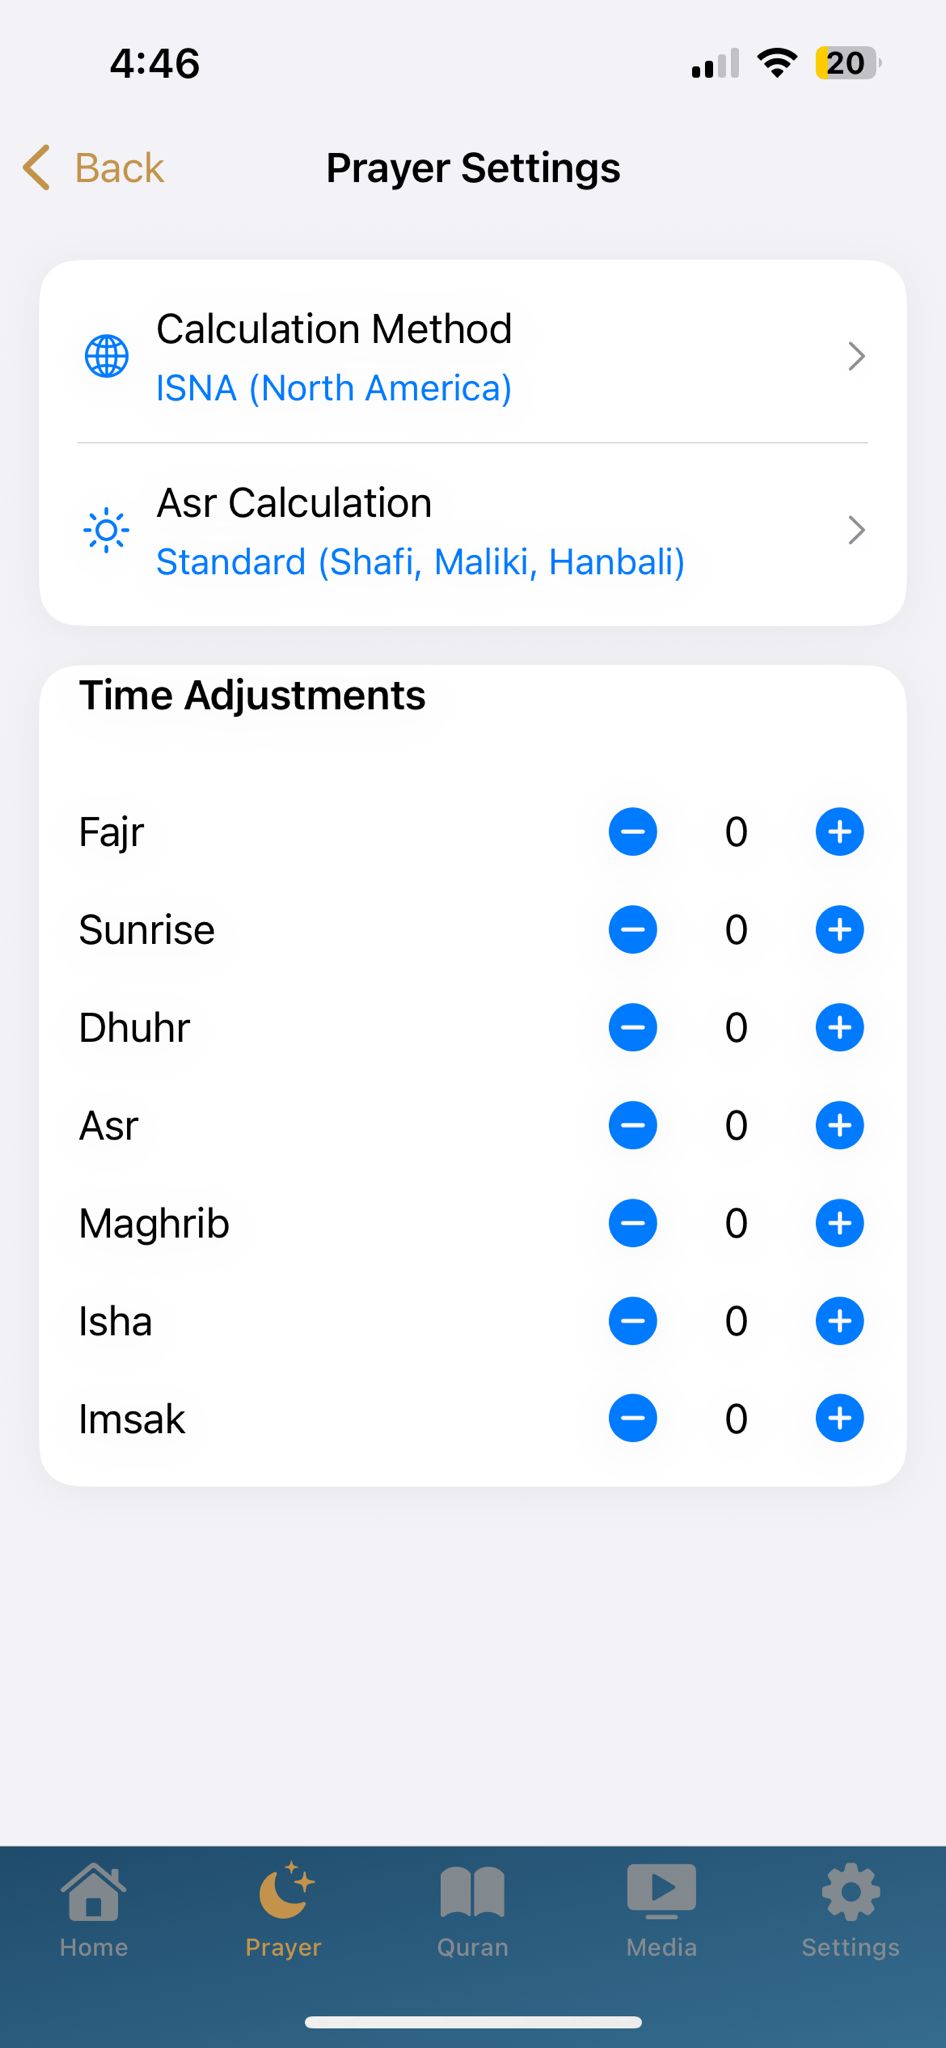 4:46
20
Back
Prayer Settings
Calculation Method
ISNA (North America)
Asr Calculation
Standard (Shafi, Maliki, Hanbali)
Time Adjustments
Fajr 0
Sunrise 0
Dhuhr 0
Asr 0
Maghrib 0
Isha 0
Imsak 0
Home Prayer Quran Media Settings